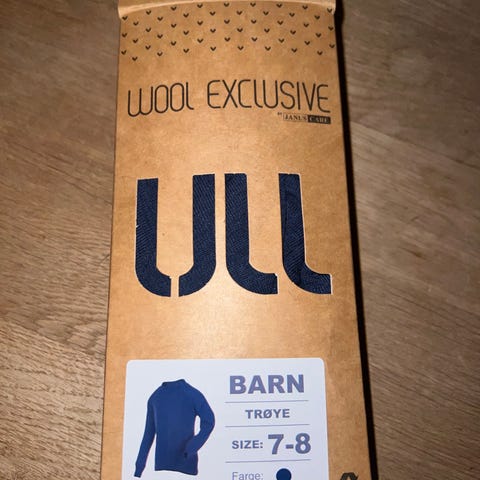 WOOL EXCLUSIVE
BY JANUS CARE
ULL
BARN
TRØYE
SIZE: 7-8
Farge: